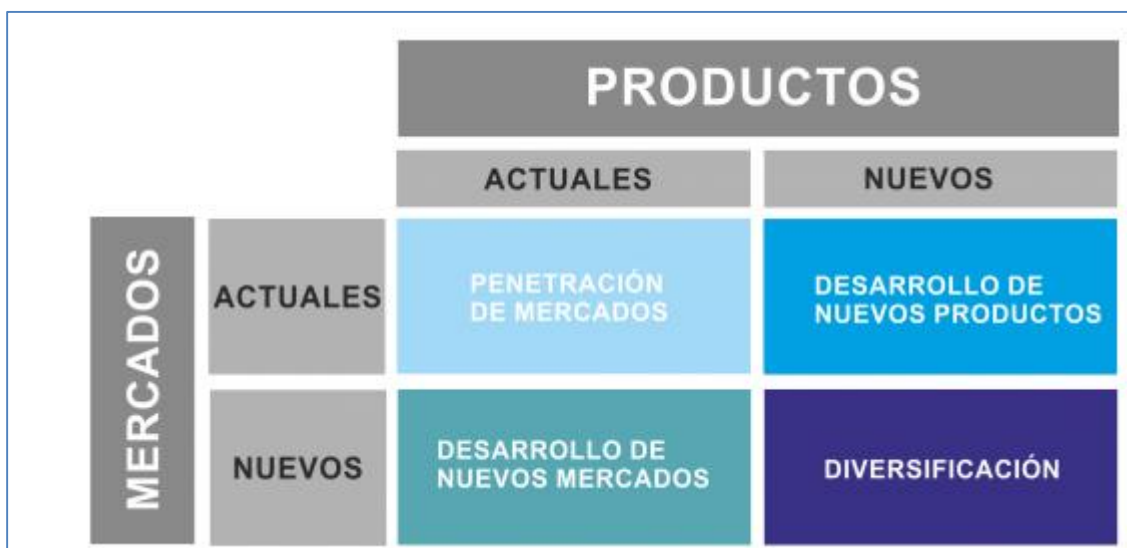 PRODUCTOS
ACTUALES
NUEVOS
MERCADOS
ACTUALES
PENETRACIÓN
DE MERCADOS
DESARROLLO DE
NUEVOS PRODUCTOS
NUEVOS
DESARROLLO DE
NUEVOS MERCADOS
DIVERSIFICACIÓN